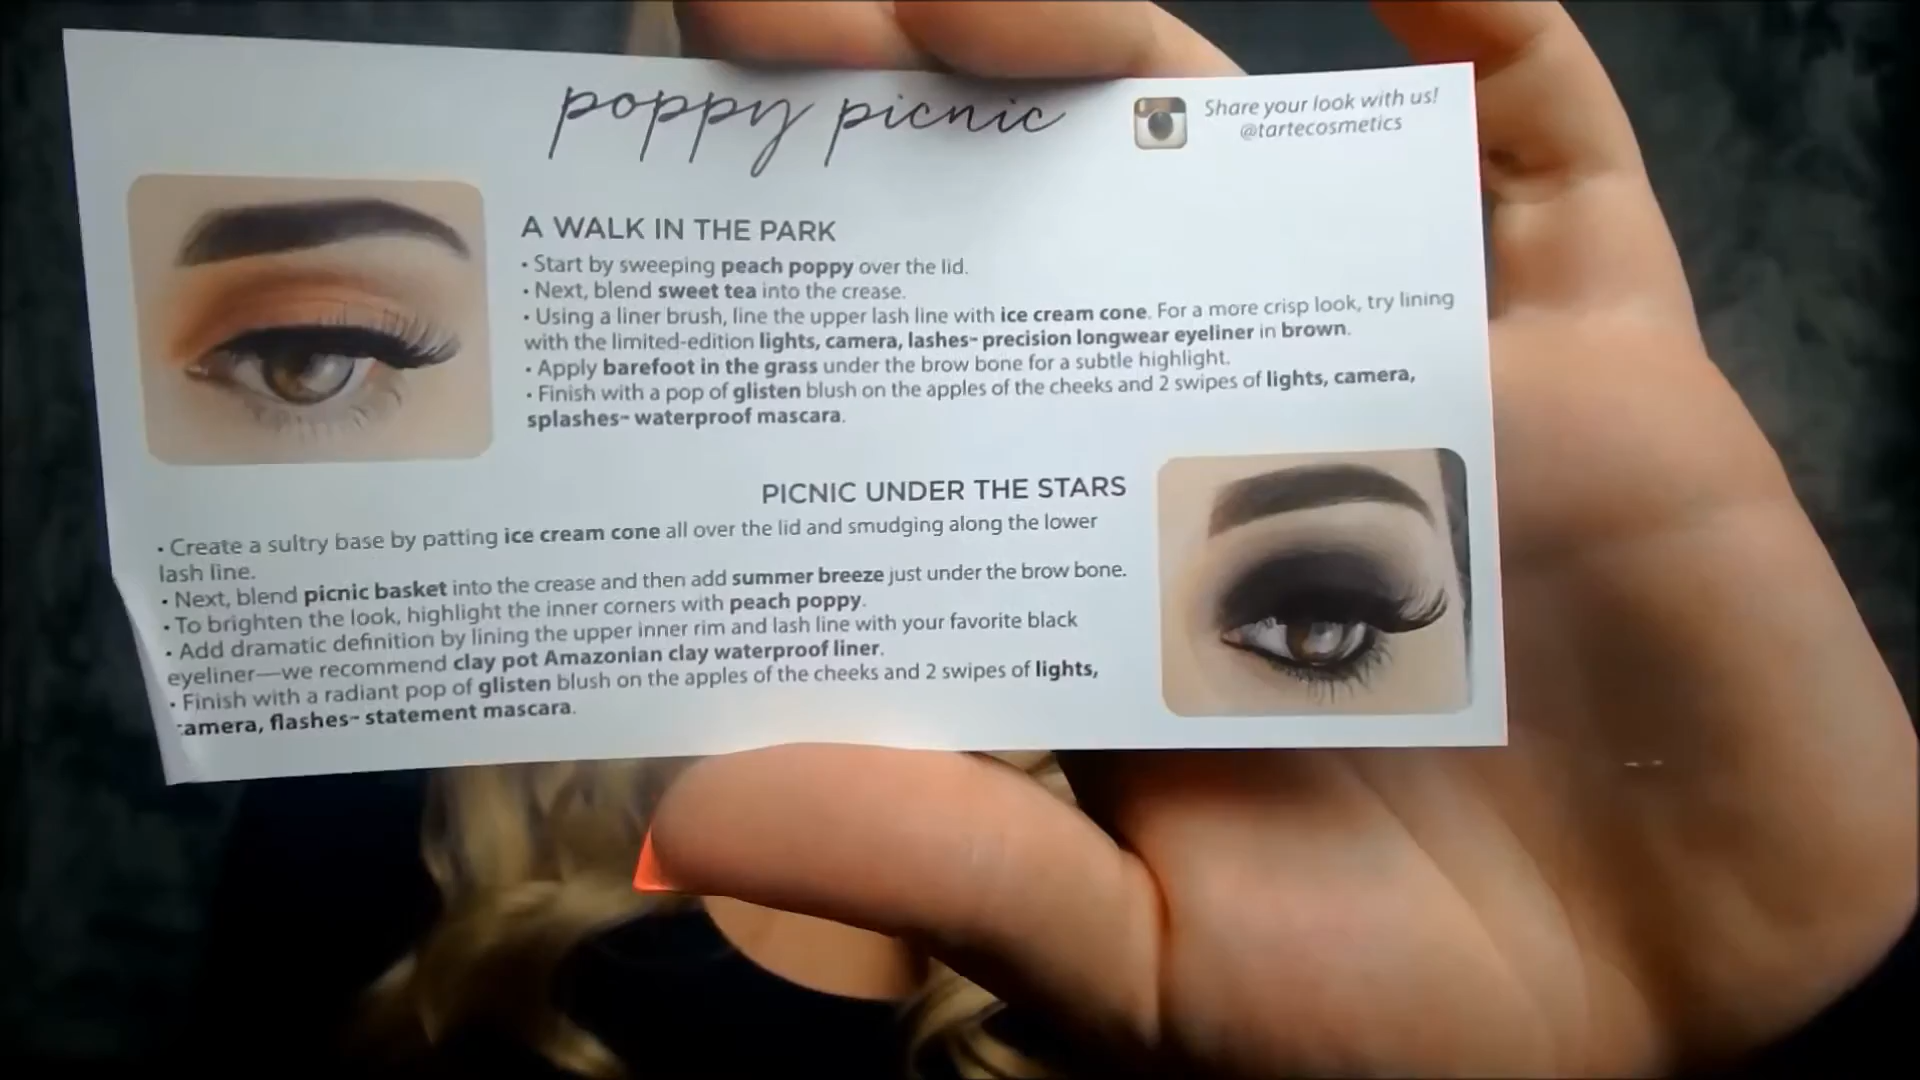 poppy picnic
Share your look with us!
@tartecosmetics
A WALK IN THE PARK
• Start by sweeping peach poppy over the lid.
• Next, blend sweet tea into the crease.
• Using a liner brush, line the upper lash line with ice cream cone. For a more crisp look, try lining
with the limited-edition lights, camera, lashes™ precision longwear eyeliner in brown.
• Apply barefoot in the grass under the brow bone for a subtle highlight.
• Finish with a pop of glisten blush on the apples of the cheeks and 2 swipes of lights, camera,
splashes™ waterproof mascara.
PICNIC UNDER THE STARS
• Create a sultry base by patting ice cream cone all over the lid and smudging along the lower
lash line.
• Next, blend picnic basket into the crease and then add summer breeze just under the brow bone.
• To brighten the look, highlight the inner corners with peach poppy.
• Add dramatic definition by lining the upper inner rim and lash line with your favorite black
eyeliner—we recommend clay pot Amazonian clay waterproof liner.
• Finish with a radiant pop of glisten blush on the apples of the cheeks and 2 swipes of lights,
camera, flashes™ statement mascara.